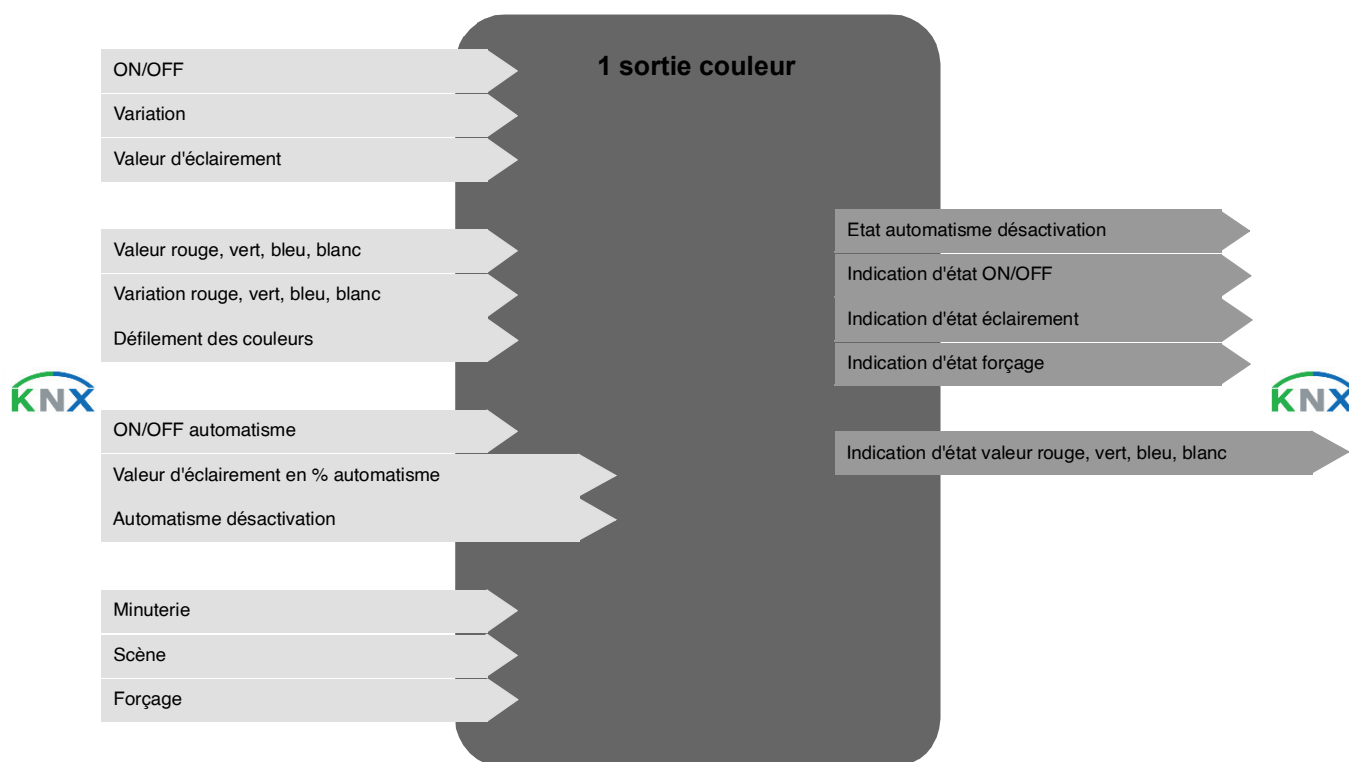 1 sortie couleur
ON/OFF
Variation
Valeur d'éclairement
Valeur rouge, vert, bleu, blanc
Variation rouge, vert, bleu, blanc
Défilement des couleurs
KNX
ON/OFF automatisme
Valeur d'éclairement en % automatisme
Automatisme désactivation
Minuterie
Scène
Forçage
Etat automatisme désactivation
Indication d'état ON/OFF
Indication d'état éclairement
Indication d'état forçage
KNX
Indication d'état valeur rouge, vert, bleu, blanc